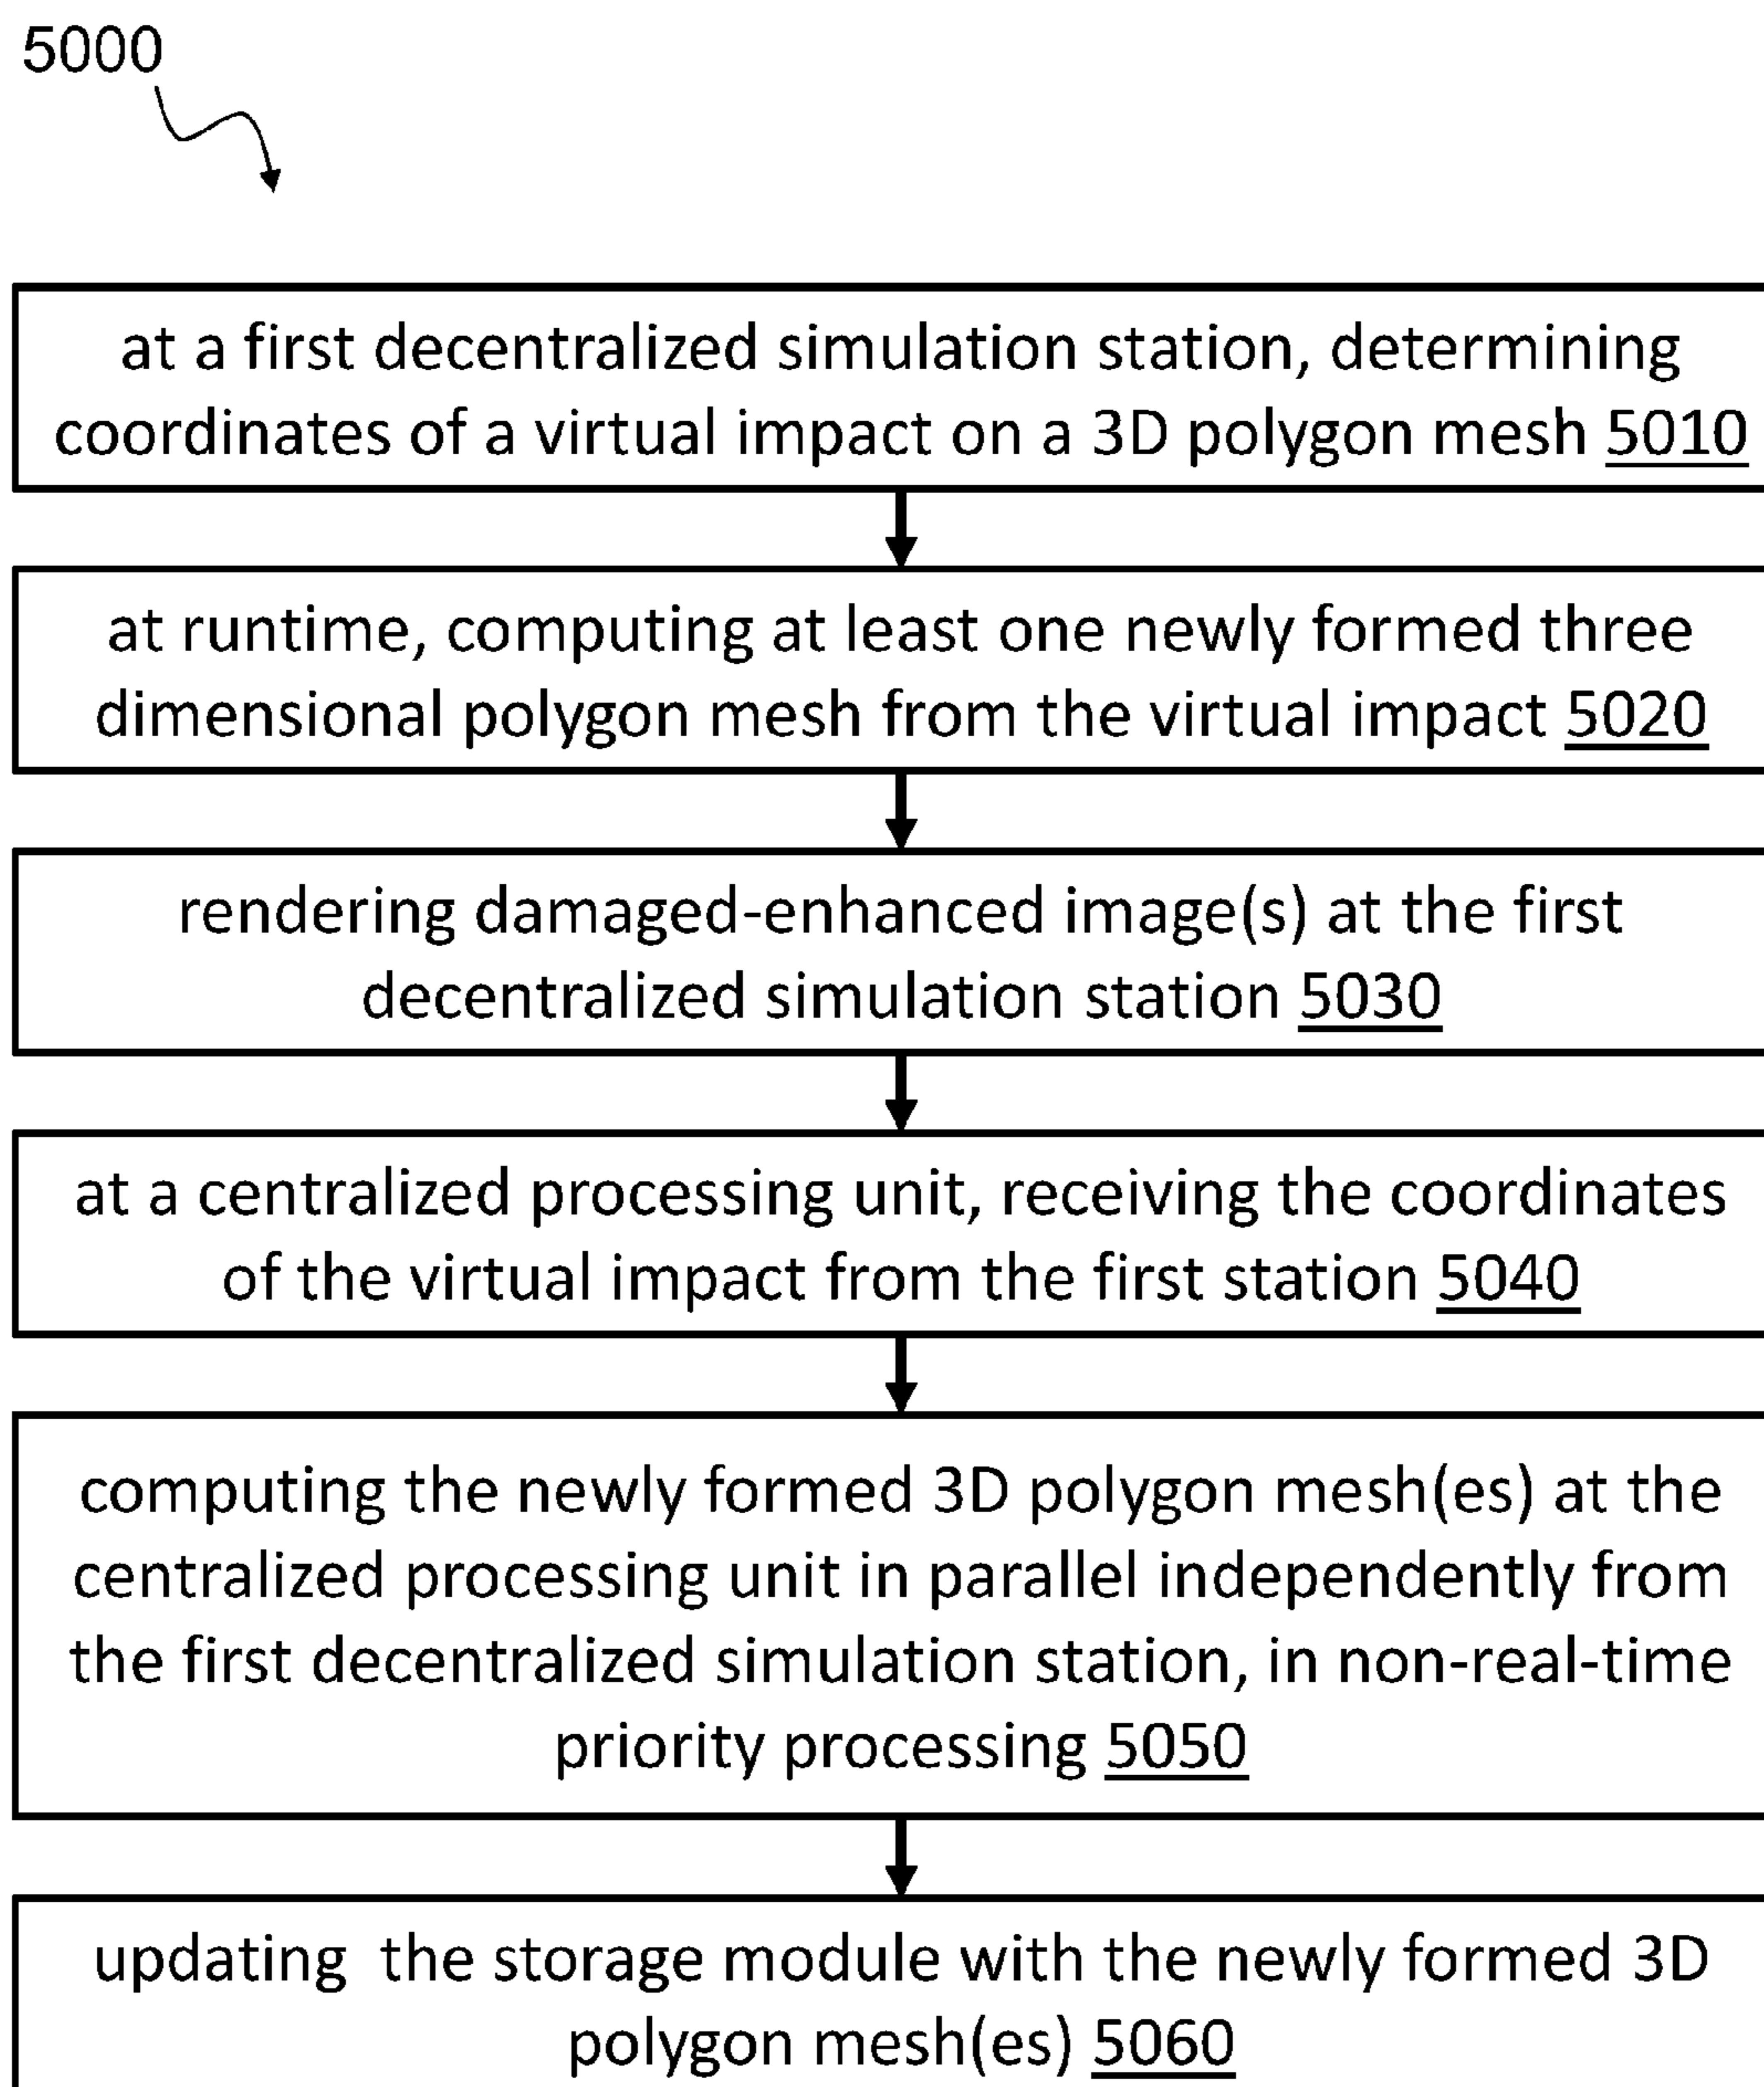 5000
at a first decentralized simulation station, determining
coordinates of a virtual impact on a 3D polygon mesh 5010
at runtime, computing at least one newly formed three
dimensional polygon mesh from the virtual impact 5020
rendering damaged-enhanced image(s) at the first
decentralized simulation station 5030
at a centralized processing unit, receiving the coordinates
of the virtual impact from the first station 5040
computing the newly formed 3D polygon mesh(es) at the
centralized processing unit in parallel independently from
the first decentralized simulation station, in non-real-time
priority processing 5050
updating the storage module with the newly formed 3D
polygon mesh(es) 5060